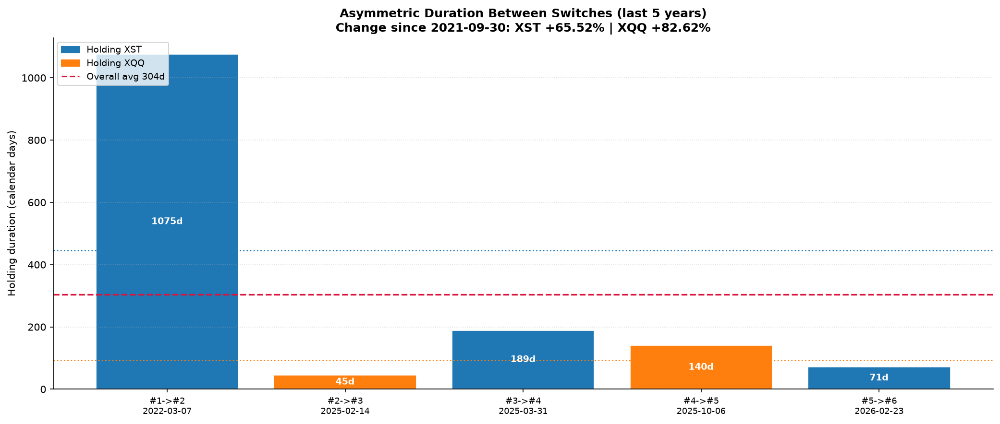 Asymmetric Duration Between Switches (last 5 years)
Change since 2021-09-30: XST +65.52% | XQQ +82.62%
Holding XST
Holding XQQ
Overall avg 304d
Holding duration (calendar days)
1000
800
600
400
200
0
1075d
45d
189d
140d
71d
#1->#2
2022-03-07
#2->#3
2025-02-14
#3->#4
2025-03-31
#4->#5
2025-10-06
#5->#6
2026-02-23